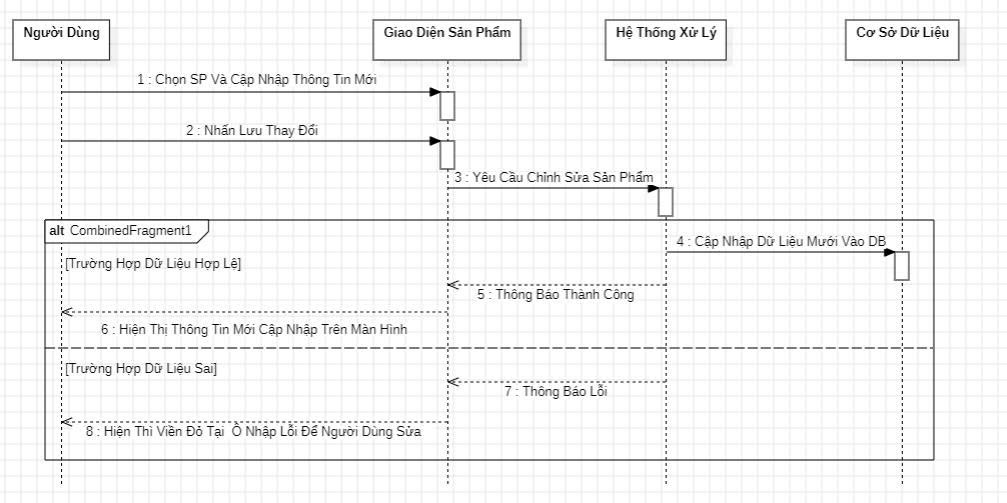 Người Dùng
Giao Diện Sản Phẩm
Hệ Thống Xử Lý
Cơ Sở Dữ Liệu
1 : Chọn SP Và Cập Nhập Thông Tin Mới
2 : Nhấn Lưu Thay Đổi
3 : Yêu Cầu Chỉnh Sửa Sản Phẩm
alt CombinedFragment1
4 : Cập Nhập Dữ Liệu Mưới Vào DB
[Trường Hợp Dữ Liệu Hợp Lệ]
5 : Thông Báo Thành Công
6 : Hiện Thị Thông Tin Mới Cập Nhập Trên Màn Hình
[Trường Hợp Dữ Liệu Sai]
7 : Thông Báo Lỗi
8 : Hiện Thì Viền Đỏ Tại Ô Nhập Lỗi Để Người Dùng Sửa